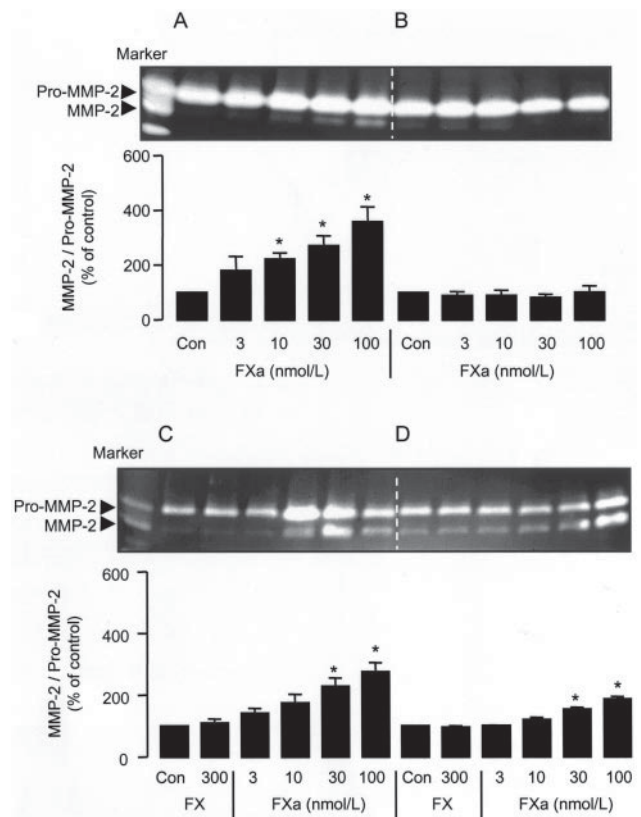 A B
Marker
Pro-MMP-2
MMP-2
MMP-2 / Pro-MMP-2
(% of control)
600
400
200
0
* * *
Con 3 10 30 100 Con 3 10 30 100
FXa (nmol/L) FXa (nmol/L)
C D
Marker
Pro-MMP-2
MMP-2
MMP-2 / Pro-MMP-2
(% of control)
600
400
200
0
* * * *
Con 300 3 10 30 100 Con 300 3 10 30 100
FX FXa (nmol/L) FX FXa (nmol/L)